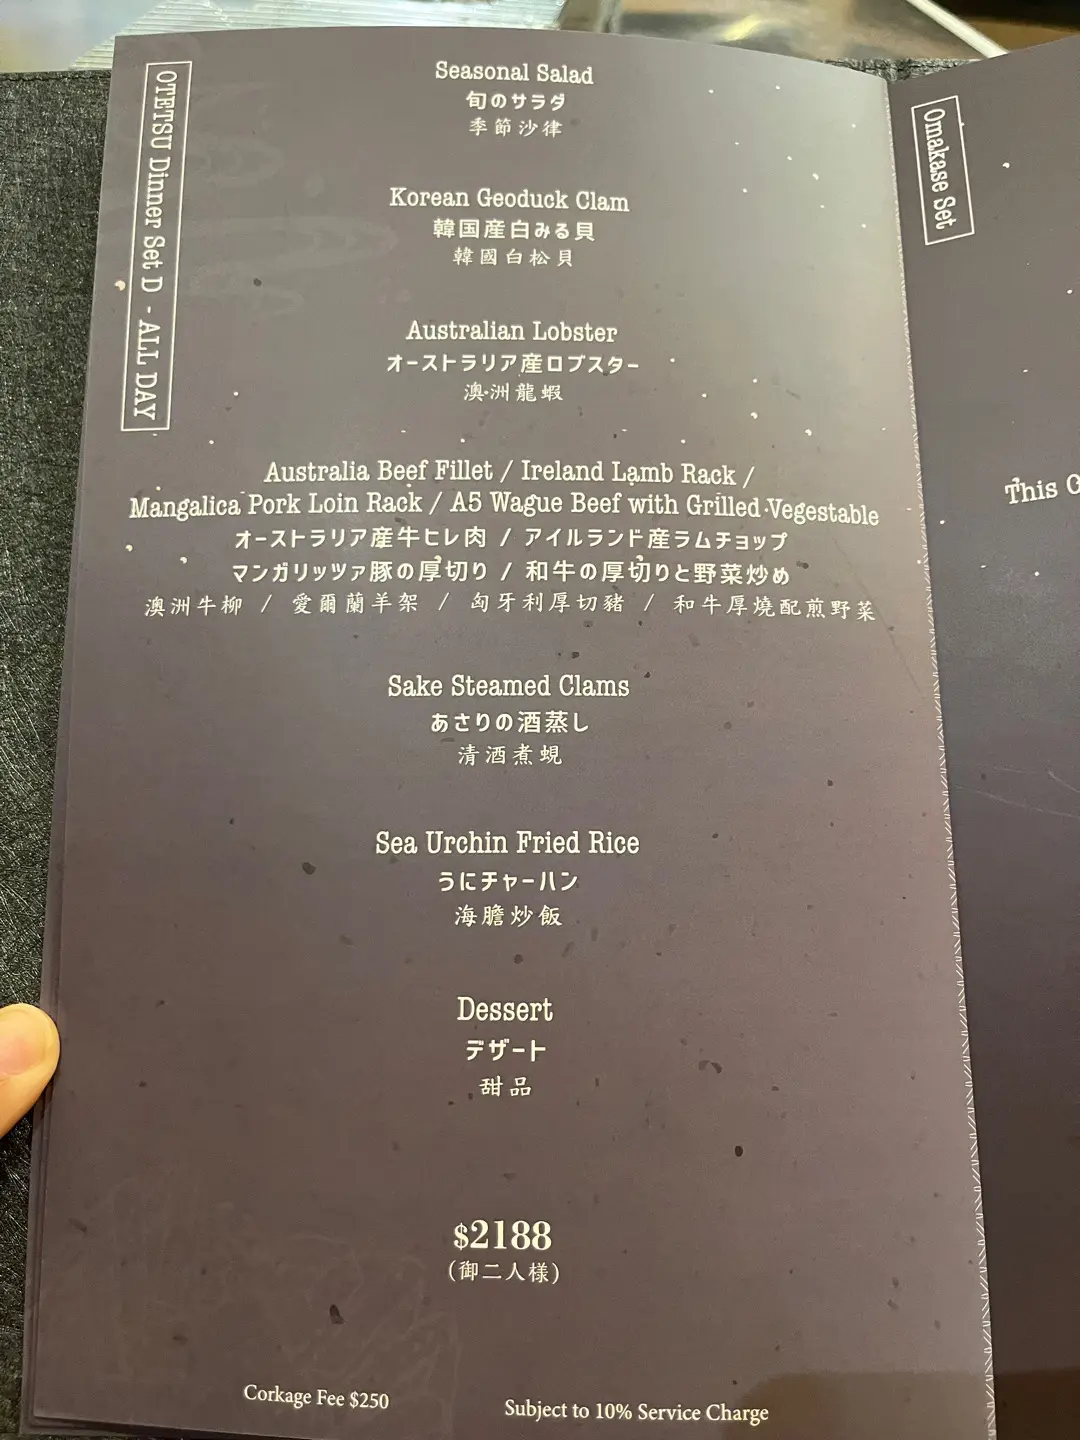 OTETSU Dinner Set D - ALL DAY
Seasonal Salad
旬のサラダ
季節沙律
Korean Geoduck Clam
韓国産白みる貝
韓國白松貝
Australian Lobster
オーストラリア産ロブスター
澳洲龍蝦
Australia Beef Fillet / Ireland Lamb Rack /
Mangalica Pork Loin Rack / A5 Wague Beef with Grilled Vegestable
オーストラリア産牛ヒレ肉 / アイルランド産ラムチョップ
マンガリッツァ豚の厚切り / 和牛の厚切りと野菜炒め
澳洲牛柳 / 愛爾蘭羊架 / 匈牙利厚切豬 / 和牛厚燒配煎野菜
Sake Steamed Clams
あさりの酒蒸し
清酒煮蜆
Sea Urchin Fried Rice
うにチャーハン
海膽炒飯
Dessert
デザート
甜品
$2188
(御二人様)
Corkage Fee $250
Subject to 10% Service Charge
Omakase Set
This